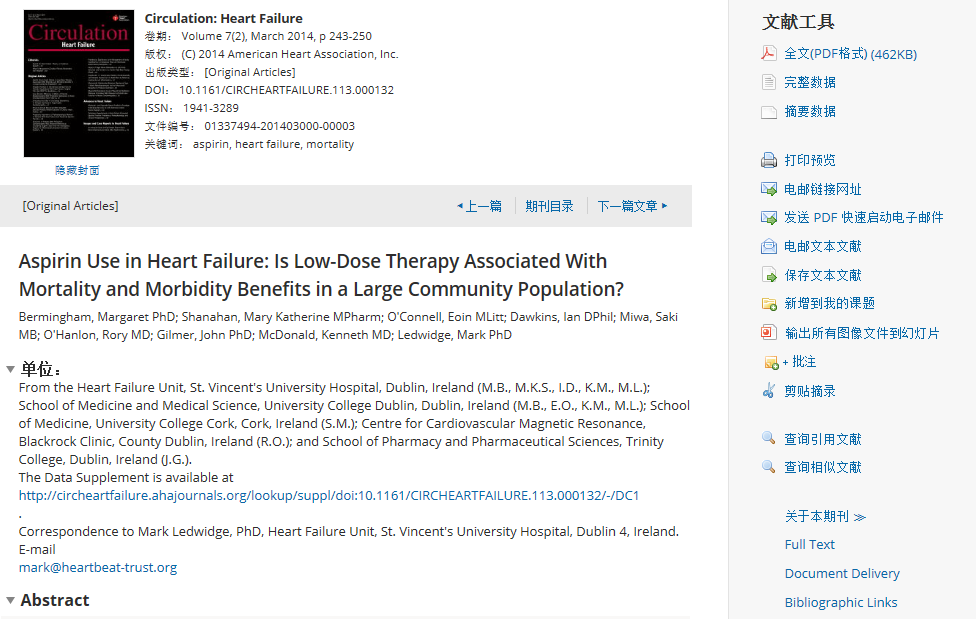 Circulation
Heart Failure
Circulation: Heart Failure
卷期： Volume 7(2), March 2014, p 243-250
版权： (C) 2014 American Heart Association, Inc.
出版类型： [Original Articles]
DOI： 10.1161/CIRCHEARTFAILURE.113.000132
ISSN： 1941-3289
文件编号： 01337494-201403000-00003
关键词： aspirin, heart failure, mortality
隐藏封面
[Original Articles]
上一篇 期刊目录 下一篇文章
Aspirin Use in Heart Failure: Is Low-Dose Therapy Associated With
Mortality and Morbidity Benefits in a Large Community Population?
Bermingham, Margaret PhD; Shanahan, Mary Katherine MPharm; O'Connell, Eoin MLitt; Dawkins, Ian DPhil; Miwa, Saki
MB; O'Hanlon, Rory MD; Gilmer, John PhD; McDonald, Kenneth MD; Ledwidge, Mark PhD
单位：
From the Heart Failure Unit, St. Vincent's University Hospital, Dublin, Ireland (M.B., M.K.S., I.D., K.M., M.L.);
School of Medicine and Medical Science, University College Dublin, Dublin, Ireland (M.B., E.O., K.M., M.L.); School
of Medicine, University College Cork, Cork, Ireland (S.M.); Centre for Cardiovascular Magnetic Resonance,
Blackrock Clinic, County Dublin, Ireland (R.O.); and School of Pharmacy and Pharmaceutical Sciences, Trinity
College, Dublin, Ireland (J.G.).
The Data Supplement is available at
http://circheartfailure.ahajournals.org/lookup/suppl/doi:10.1161/CIRCHEARTFAILURE.113.000132/-/DC1
.
Correspondence to Mark Ledwidge, PhD, Heart Failure Unit, St. Vincent's University Hospital, Dublin 4, Ireland.
E-mail
mark@heartbeat-trust.org
Abstract
文献工具
全文(PDF格式) (462KB)
完整数据
摘要数据
打印预览
电邮链接网址
发送 PDF 快速启动电子邮件
电邮文本文献
保存文本文献
新增到我的课题
输出所有图像文件到幻灯片
+ 批注
剪贴摘录
查询引用文献
查询相似文献
关于本期刊 ≫
Full Text
Document Delivery
Bibliographic Links